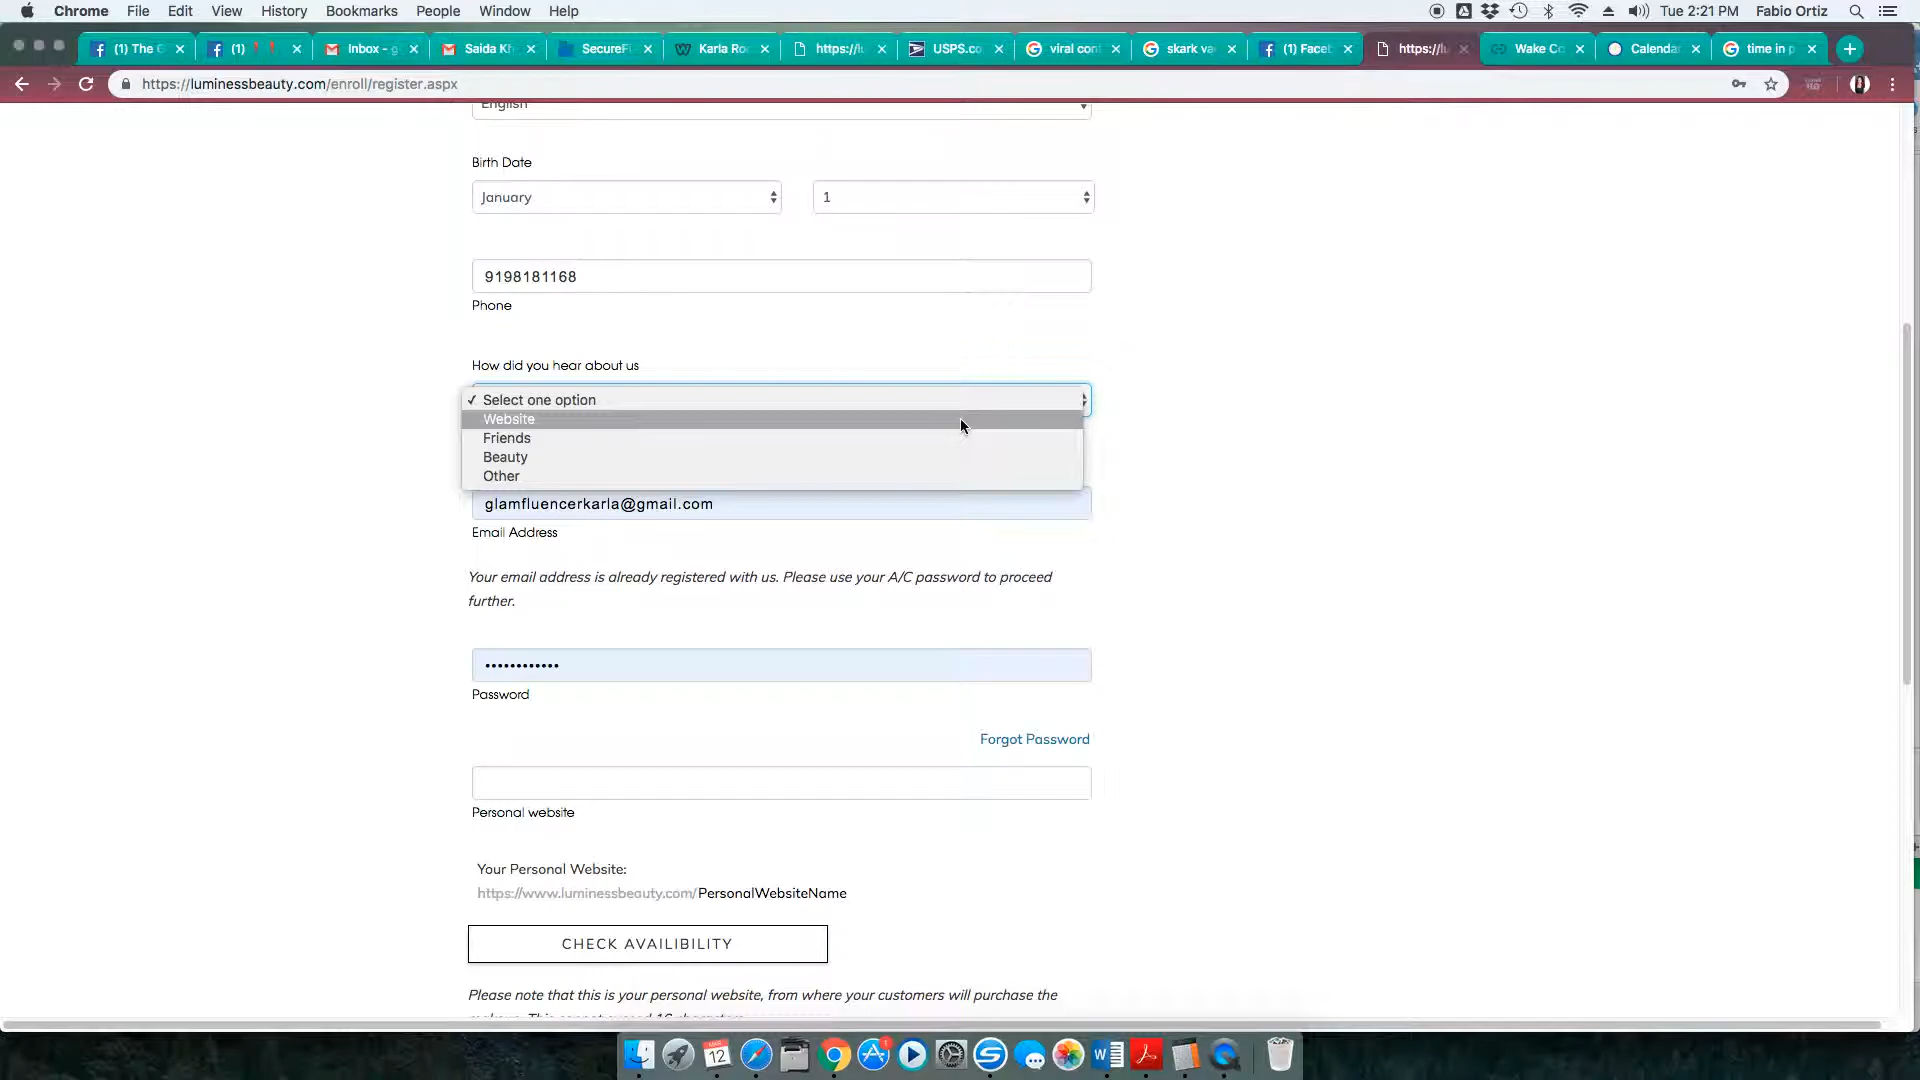 Chrome File Edit View History Bookmarks People Window Help Tue 2:21 PM Fabio Ortiz
(1) The G (1) Inbox - g Saida Kh SecureFi Karla Ro https://lu USPS.co viral con skark va (1) Faceb https://lu Wake Co Calendar time in p
https://luminessbeauty.com/enroll/register.aspx
English
Birth Date
January 1
9198181168
Phone
How did you hear about us
✓ Select one option
Website
Friends
Beauty
Other
glamfluencerkarla@gmail.com
Email Address
Your email address is already registered with us. Please use your A/C password to proceed
further.
Password
Forgot Password
Personal website
Your Personal Website:
https://www.luminessbeauty.com/PersonalWebsiteName
CHECK AVAILIBILITY
Please note that this is your personal website, from where your customers will purchase the
12